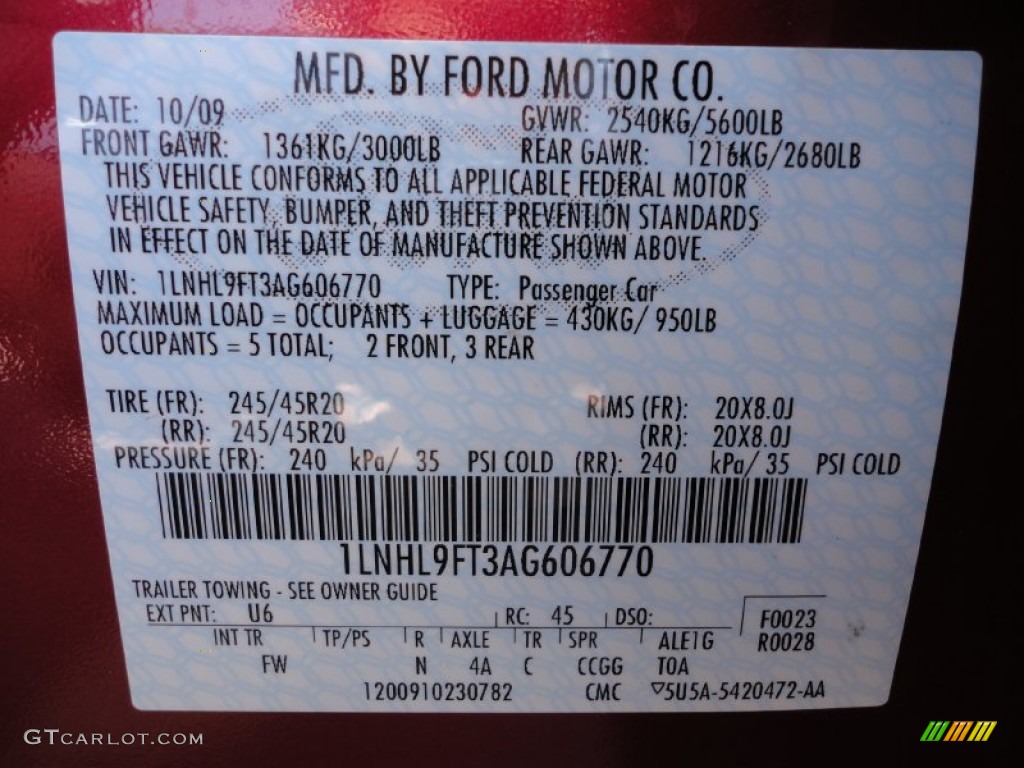 MFD. BY FORD MOTOR CO.
DATE: 10/09 GVWR: 2540KG/5600LB
FRONT GAWR: 1361KG/3000LB REAR GAWR: 1216KG/2680LB
THIS VEHICLE CONFORMS TO ALL APPLICABLE FEDERAL MOTOR
VEHICLE SAFETY, BUMPER, AND THEFT PREVENTION STANDARDS
IN EFFECT ON THE DATE OF MANUFACTURE SHOWN ABOVE.
VIN: 1LNHL9FT3AG606770 TYPE: Passenger Car
MAXIMUM LOAD = OCCUPANTS + LUGGAGE = 430KG/ 950LB
OCCUPANTS = 5 TOTAL; 2 FRONT, 3 REAR
TIRE (FR): 245/45R20 RIMS (FR): 20X8.0J
(RR): 245/45R20 (RR): 20X8.0J
PRESSURE (FR): 240 kPa/ 35 PSI COLD (RR): 240 kPa/ 35 PSI COLD
1LNHL9FT3AG606770
TRAILER TOWING - SEE OWNER GUIDE
EXT PNT: U6 RC: 45 DSO: F0023
INT TR TP/PS R AXLE TR SPR ALE1G R0028
FW N 4A C CCGG T0A
1200910230782 CMC ▽5U5A-5420472-AA
GTCARLOT.COM